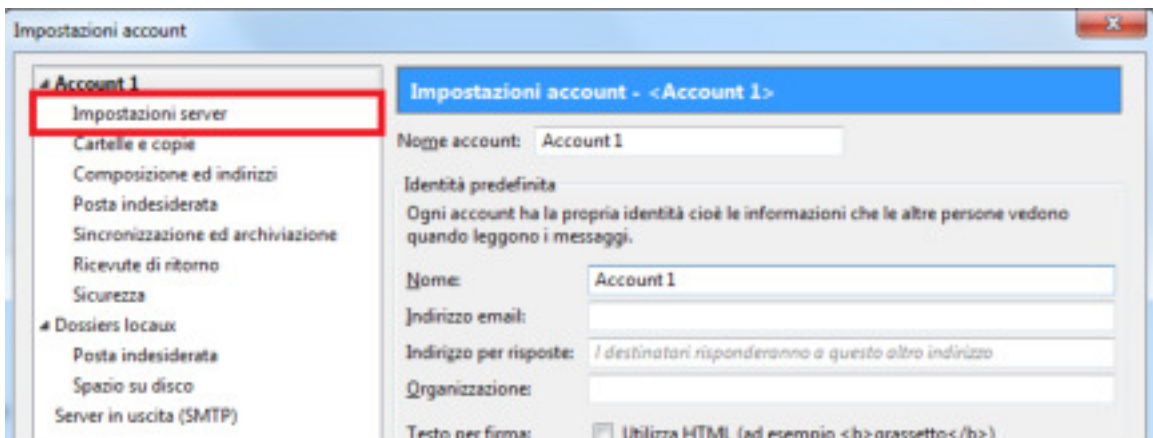 Impostazioni account
Account 1
Impostazioni server
Cartelle e copie
Composizione ed indirizzi
Posta indesiderata
Sincronizzazione ed archiviazione
Ricevute di ritorno
Sicurezza
Dossiers locaux
Posta indesiderata
Spazio su disco
Server in uscita (SMTP)
Impostazioni account - <Account 1>
Nome account: Account 1
Identità predefinita
Ogni account ha la propria identità cioè le informazioni che le altre persone vedono
quando leggono i messaggi.
Nome: Account 1
Indirizzo email:
Indirizzo per risposte: I destinatari risponderanno a questo altro indirizzo
Organizzazione:
Testo per firma: Utilizza HTML (ad esempio <b>grassetto</b>)